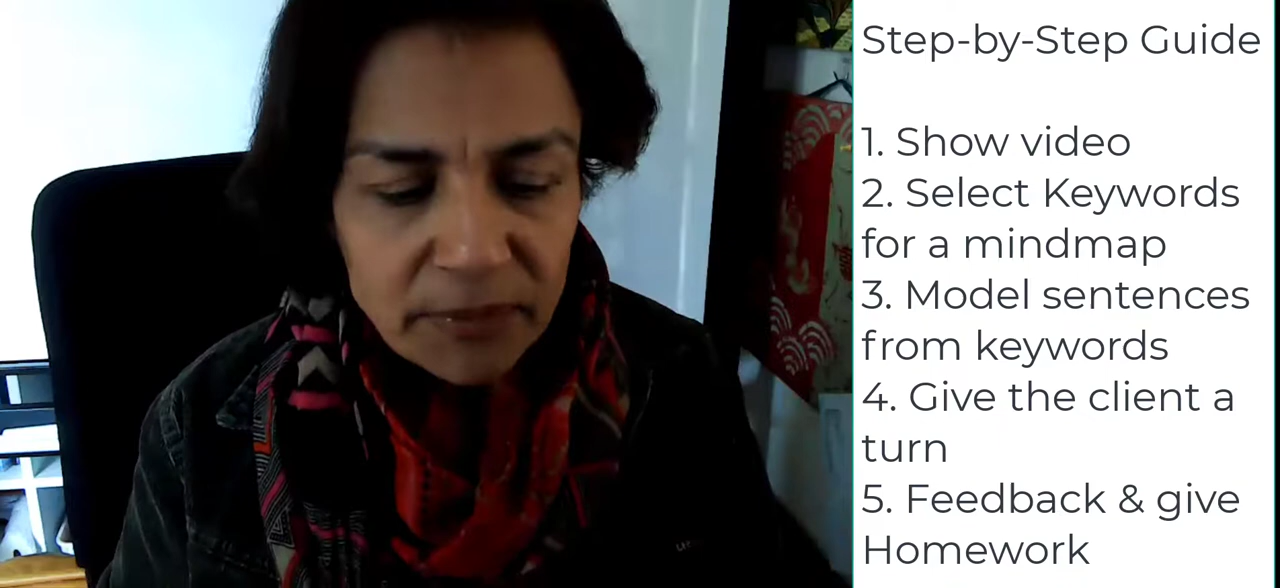 Step-by-Step Guide
1. Show video
2. Select Keywords
for a mindmap
3. Model sentences
from keywords
4. Give the client a
turn
5. Feedback & give
Homework